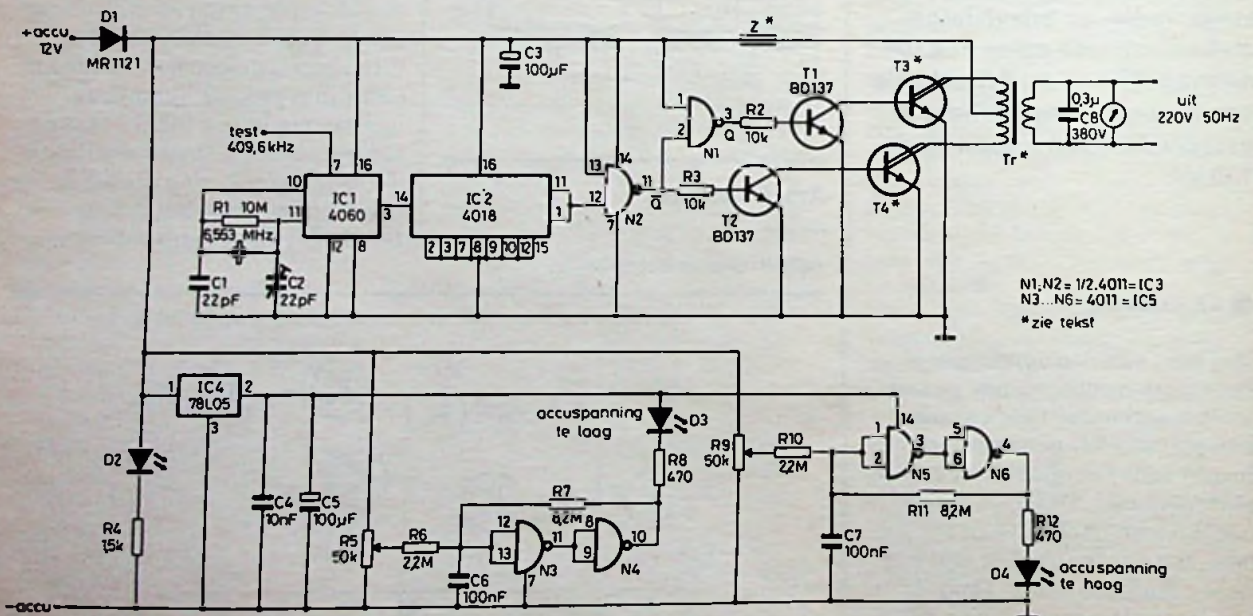 +accu
12V
D1
MR1121
C3
100µF
test
409,6kHz
7
16
10
R1 10M
11
6,553 MHz
IC1
4060
3
12
8
C1
22pF
C2
22pF
14
16
IC2
4018
11
1
2 3 7 8 9 10 12 15
13
14
12
11
7
N2
Q
1
2
3
N1
Q
R2
10k
R3
10k
Z*
T1
BD137
T2
BD137
T3*
T4*
Tr*
0,3µ
C8
380V
uit
220V 50Hz
N1,N2 = 1/2.4011 = IC3
N3...N6 = 4011 = IC5
* zie tekst
1
IC4
78L05
2
3
D2
R4
1,5k
C4
10nF
C5
100µF
R5
50k
R6
2,2M
R7
8,2M
C6
100nF
12
13
11
7
N3
8
9
10
N4
accuspanning
te laag
D3
R8
470
R9
50k
R10
2,2M
C7
100nF
1
2
14
3
N5
5
6
4
N6
R11 8,2M
R12
470
D4
accuspanning
te hoog
-accu